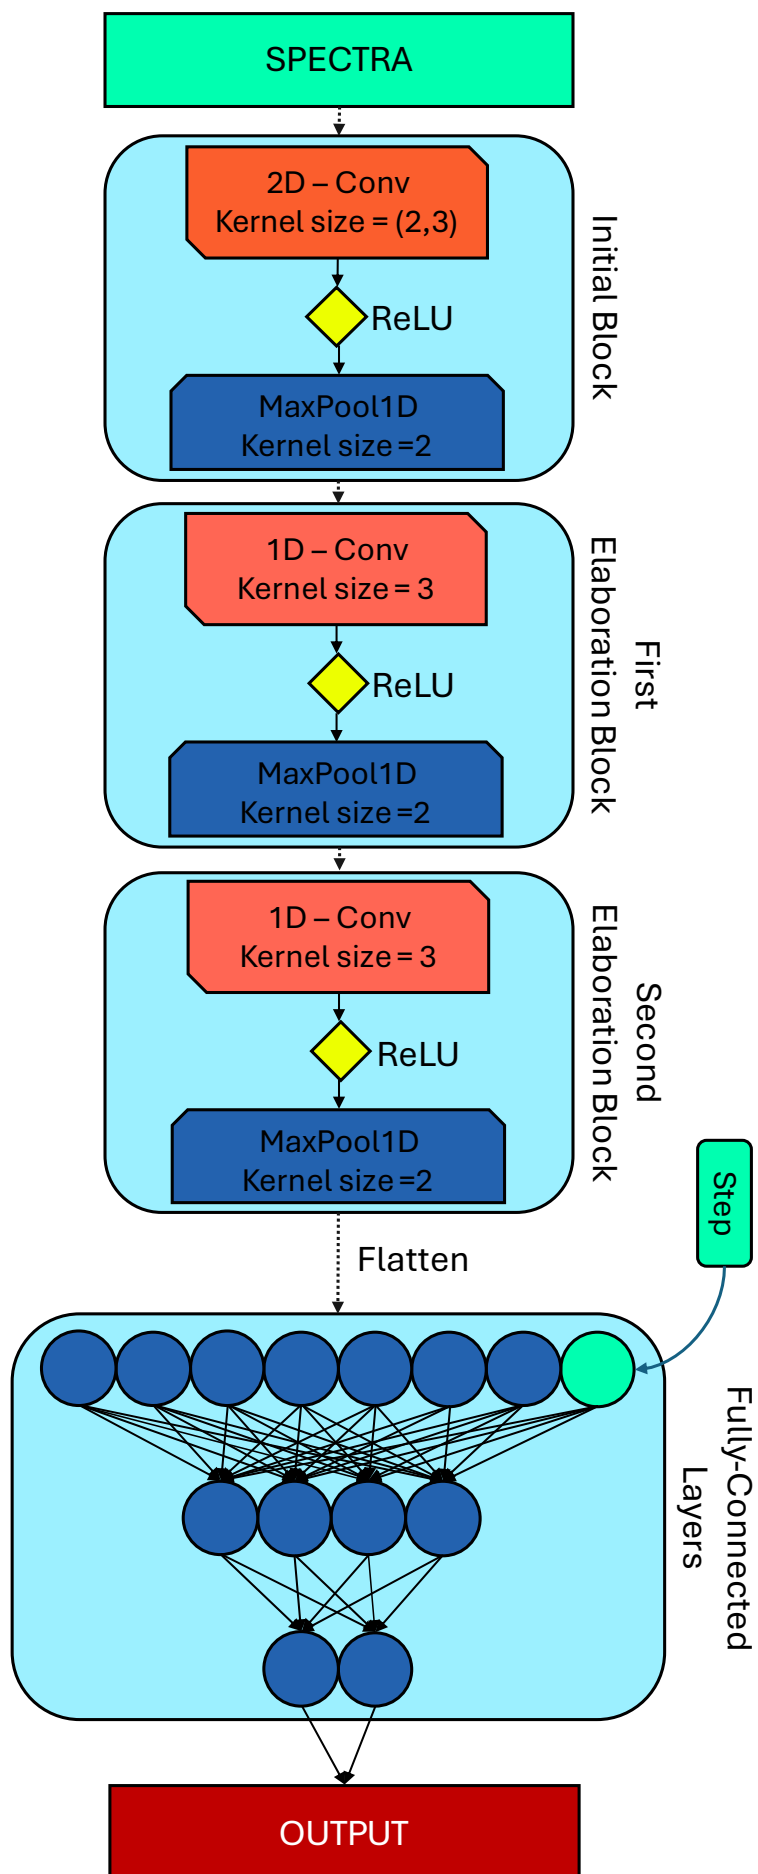 SPECTRA
2D – Conv
Kernel size = (2,3)
ReLU
MaxPool1D
Kernel size =2
Initial Block
1D – Conv
Kernel size = 3
ReLU
MaxPool1D
Kernel size =2
First
Elaboration Block
1D – Conv
Kernel size = 3
ReLU
MaxPool1D
Kernel size =2
Second
Elaboration Block
Step
Flatten
Fully-Connected
Layers
OUTPUT